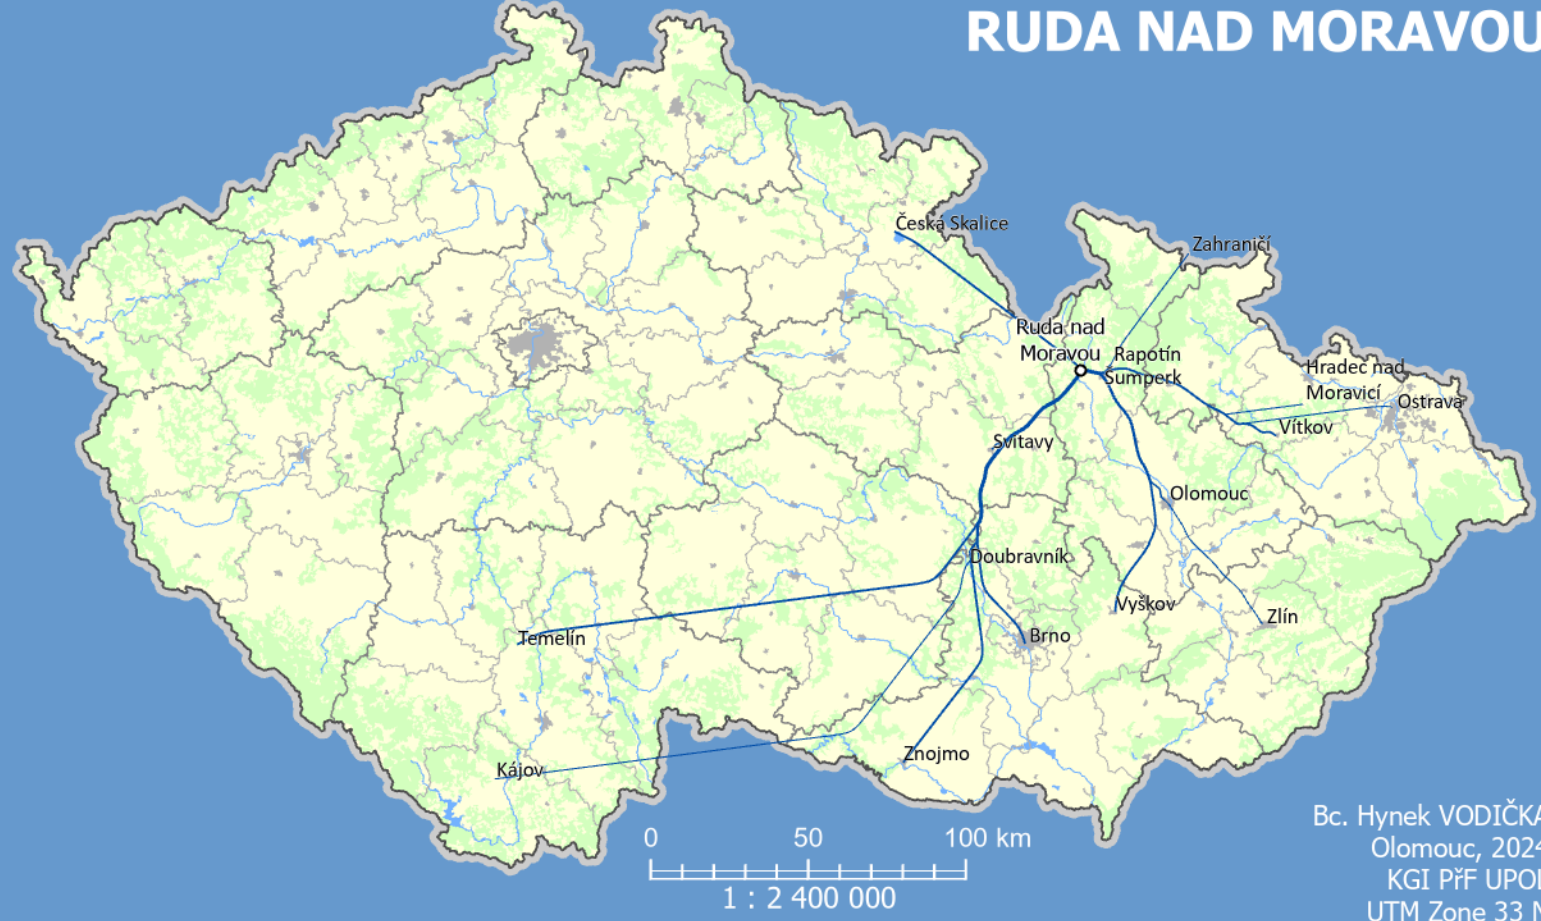 RUDA NAD MORAVOU
Česká Skalice
Zahraničí
Ruda nad
Moravou
Rapotín
Šumperk
Hradec nad
Moravicí
Ostrava
Vítkov
Svitavy
Olomouc
Doubravník
Vyškov
Zlín
Temelín
Brno
Znojmo
Kájov
0 50 100 km
1 : 2 400 000
Bc. Hynek VODIČKA
Olomouc, 2024
KGI PřF UPOL
UTM Zone 33 N